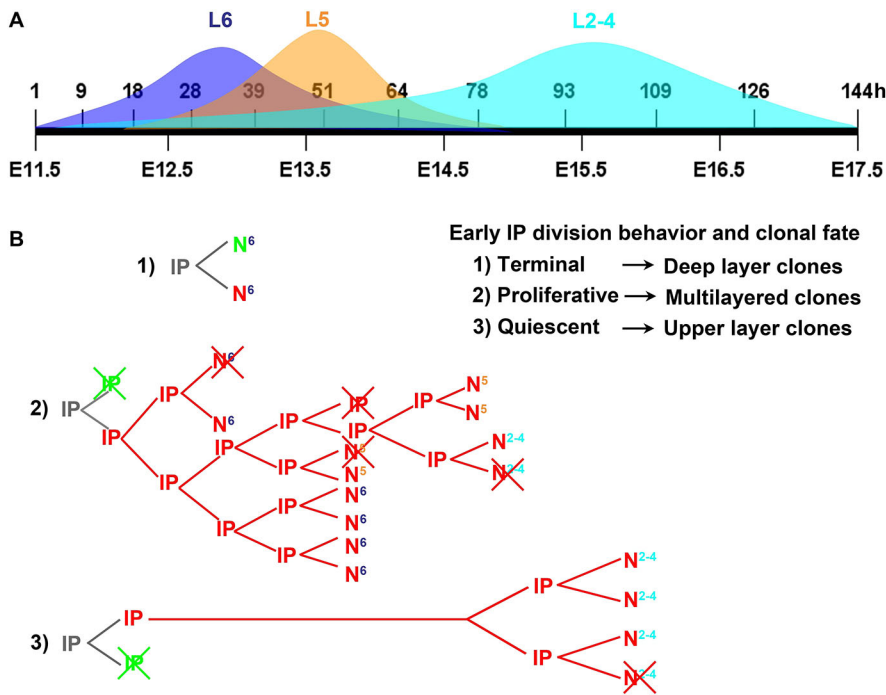 A
L6 L5 L2-4
1 9 18 28 39 51 64 78 93 109 126 144h
E11.5 E12.5 E13.5 E14.5 E15.5 E16.5 E17.5
B
Early IP division behavior and clonal fate
1) Terminal → Deep layer clones
2) Proliferative → Multilayered clones
3) Quiescent → Upper layer clones
1) IP N6
N6
2) IP IP
IP
IP N6
N6
IP
IP IP IP
N5
IP N5
IP IP N6
N6
IP N6
N6
IP IP N5
N5
IP N2-4
N2-4
3) IP IP
IP
IP N2-4
N2-4
IP N2-4
N2-4